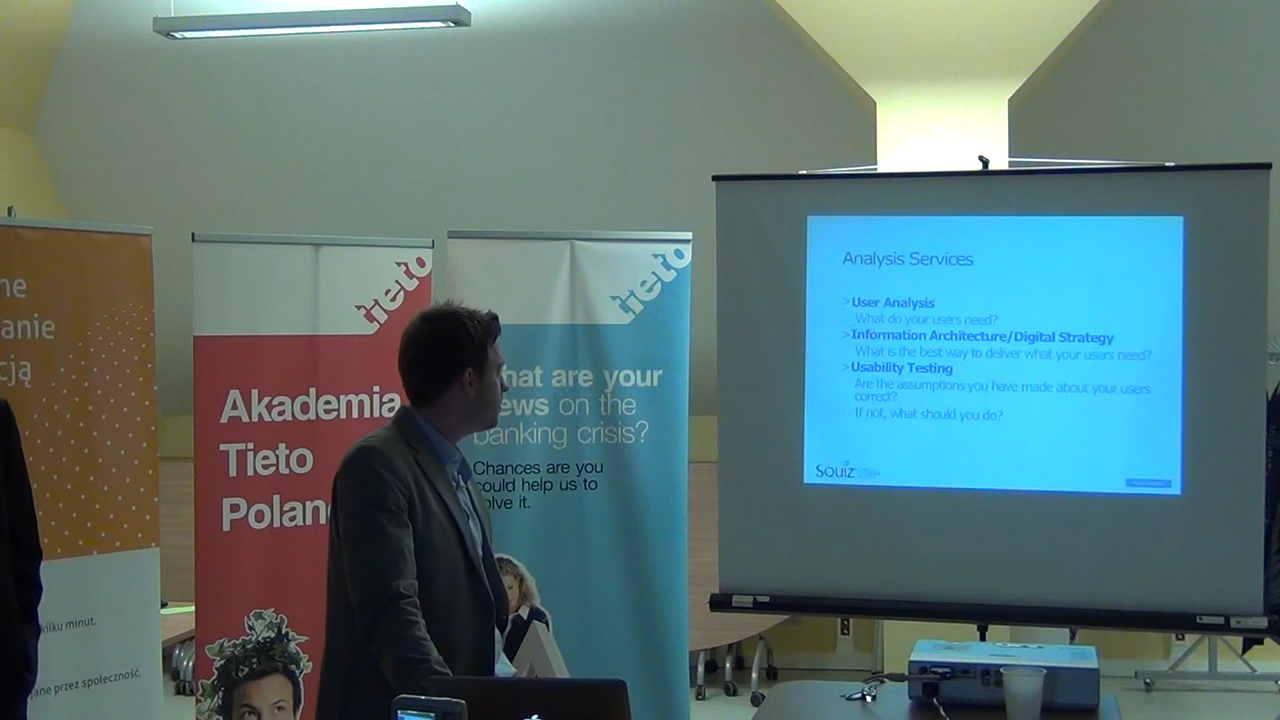 ne
anie
cją
kilku minut.
jane przez społeczność.
tieto
Akademia
Tieto
Polan
tieto
hat are your
ews on the
banking crisis?
Chances are you
could help us to
olve it.
Analysis Services
> User Analysis
What do your users need?
> Information Architecture/Digital Strategy
What is the best way to deliver what your users need?
> Usability Testing
Are the assumptions you have made about your users
correct?
If not, what should you do?
Squiz